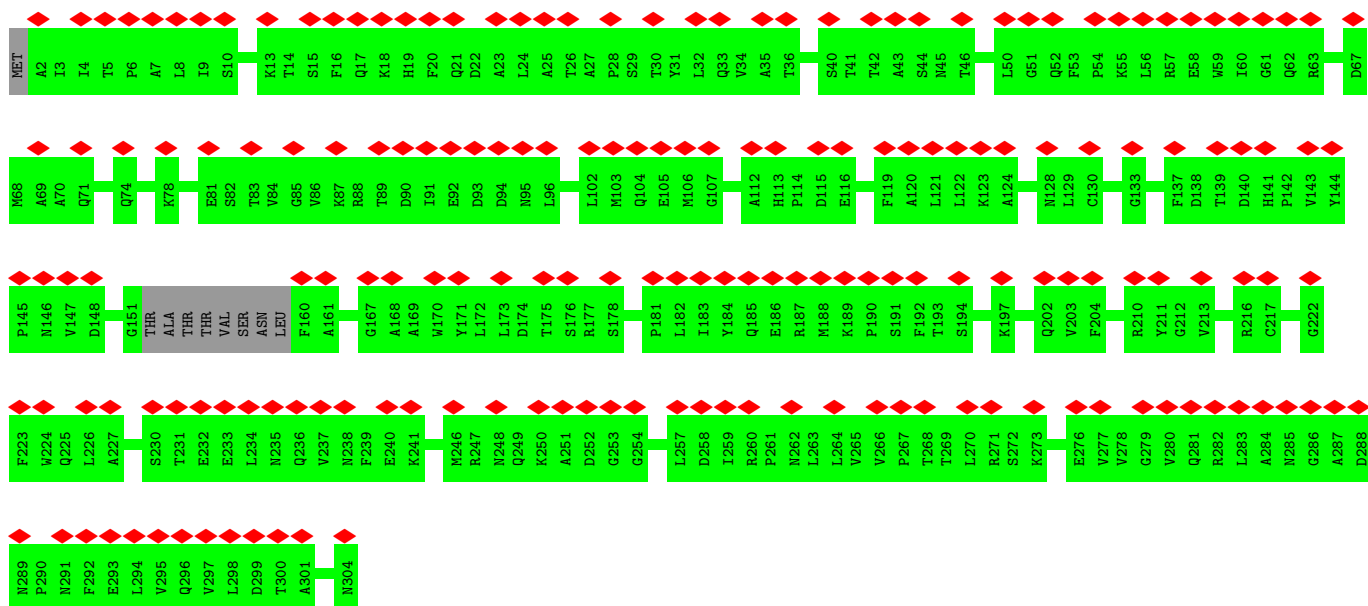 MET A2 I3 I4 T5 P6 A7 L8 I9 S10 K13 T14 S15 F16 Q17 K18 H19 F20 Q21 D22 A23 L24 A25 T26 A27 P28 S29 T30 Y31 L32 Q33 V34 A35 T36 S40 T41 T42 A43 S44 N45 T46 L50 G51 Q52 F53 P54 K55 L56 R57 E58 W59 I60 G61 Q62 R63 D67
M68 A69 A70 Q71 Q74 K78 E81 S82 T83 V84 G85 V86 K87 R88 T89 D90 I91 E92 D93 D94 N95 L96 L102 M103 Q104 E105 M106 G107 A112 H113 P114 D115 E116 F119 A120 L121 L122 K123 A124 N128 L129 C130 G133 F137 D138 T139 D140 H141 P142 V143 Y144
P145 N146 V147 D148 G151 THR ALA THR THR VAL SER ASN LEU F160 A161 G167 A168 A169 W170 Y171 L172 L173 D174 T175 S176 R177 S178 P181 L182 I183 Y184 Q185 E186 R187 M188 K189 P190 S191 F192 T193 S194 K197 Q202 V203 F204 R210 Y211 G212 V213 R216 C217 G222
F223 W224 Q225 L226 A227 S230 T231 E232 E233 L234 N235 Q236 V237 N238 F239 E240 K241 M246 R247 N248 Q249 K250 A251 D252 G253 G254 L257 D258 I259 R260 P261 N262 L263 L264 V265 V266 P267 T268 T269 L270 R271 S272 K273 E276 V277 V278 G279 V280 Q281 R282 L283 A284 N285 G286 A287 D288
N289 P290 N291 F292 E293 L294 V295 Q296 V297 L298 D299 T300 A301 N304